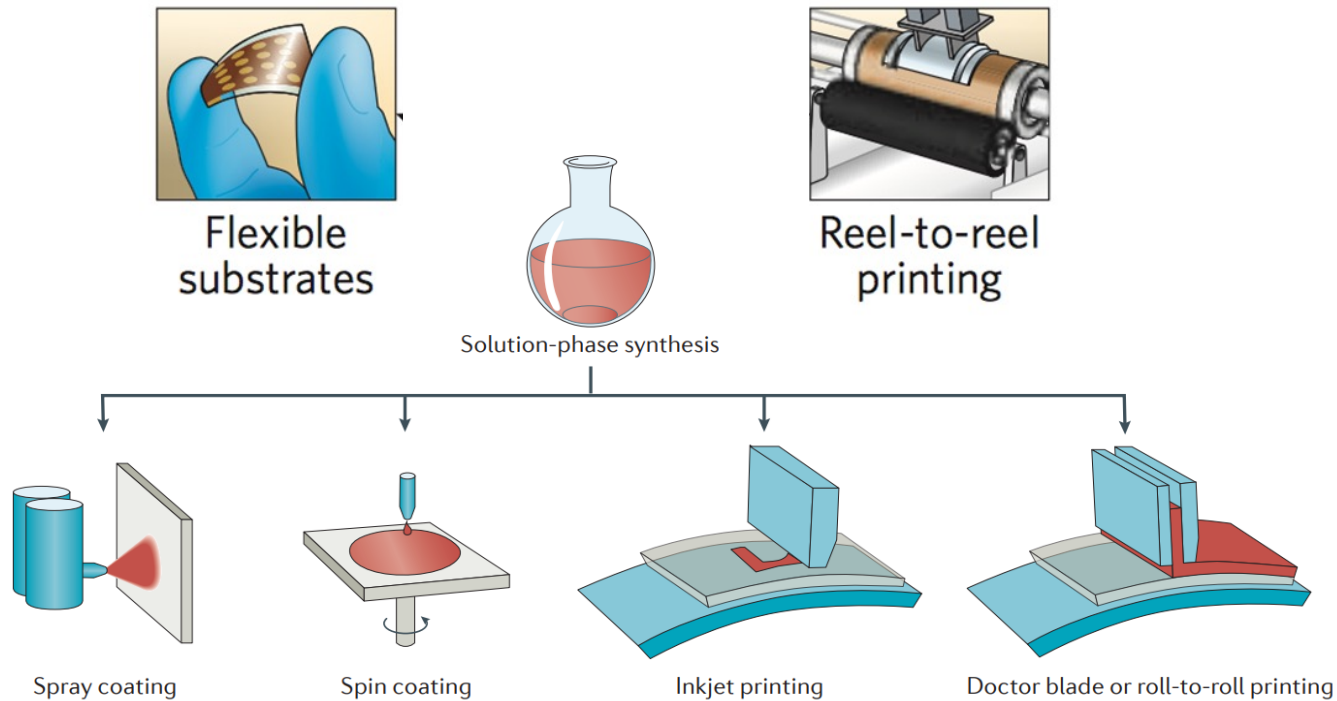 Flexible
substrates
Reel-to-reel
printing
Solution-phase synthesis
Spray coating
Spin coating
Inkjet printing
Doctor blade or roll-to-roll printing